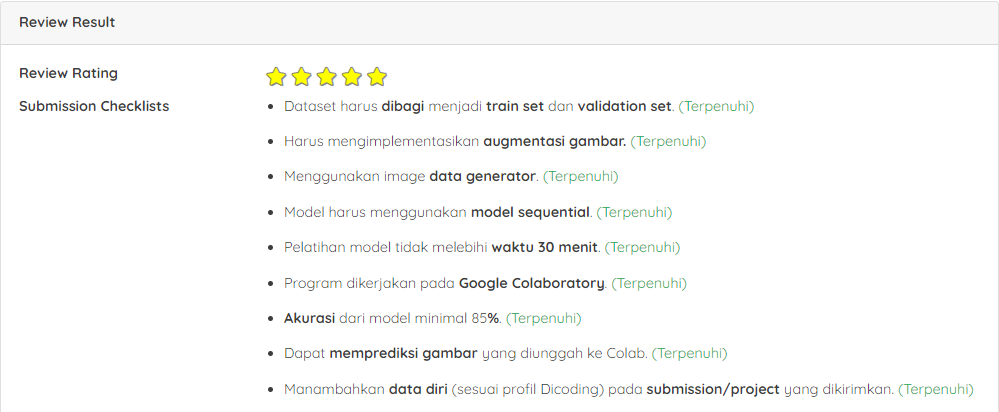 Review Result
Review Rating
Submission Checklists
Dataset harus dibagi menjadi train set dan validation set. (Terpenuhi)
Harus mengimplementasikan augmentasi gambar. (Terpenuhi)
Menggunakan image data generator. (Terpenuhi)
Model harus menggunakan model sequential. (Terpenuhi)
Pelatihan model tidak melebihi waktu 30 menit. (Terpenuhi)
Program dikerjakan pada Google Colaboratory. (Terpenuhi)
Akurasi dari model minimal 85%. (Terpenuhi)
Dapat memprediksi gambar yang diunggah ke Colab. (Terpenuhi)
Manambahkan data diri (sesuai profil Dicoding) pada submission/project yang dikirimkan. (Terpenuhi)